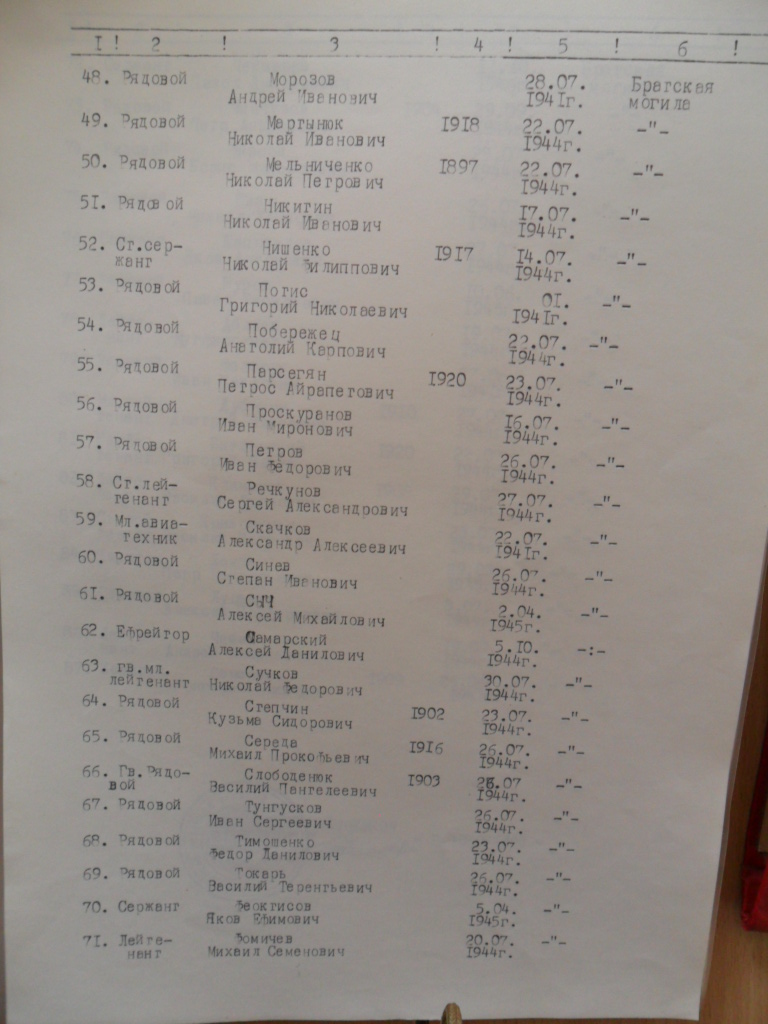 I ! 2 ! 3 ! 4 ! 5 ! 6 !
48. Рядовой Морозов 28.07. Братская
Андрей Иванович 1941г. могила
49. Рядовой Мартынюк 1918 22.07. -"-
Николай Иванович 1944г.
50. Рядовой Мельниченко 1897 22.07. -"-
Николай Петрович 1944г.
51. Рядовой Никитин 17.07. -"-
Николай Иванович 1944г.
52. Ст.сер- Нишенко 1917 14.07. -"-
жант Николай Филиппович 1944г.
53. Рядовой Погис 01. -"-
Григорий Николаевич 1941г.
54. Рядовой Побережец 22.07. -"-
Анатолий Карпович 1944г.
55. Рядовой Парсегян 1920 23.07. -"-
Петрос Айрапетович 1944г.
56. Рядовой Проскуранов 16.07. -"-
Иван Миронович 1944г.
57. Рядовой Петров 26.07. -"-
Иван Федорович 1944г.
58. Ст.лей- Речкунов 27.07. -"-
тенант Сергей Александрович 1944г.
59. Мл.авиа- Скачков 22.07. -"-
техник Александр Алексеевич 1941г.
60. Рядовой Синев 26.07. -"-
Степан Иванович 1944г.
61. Рядовой СЫЧ 2.04. -"-
Алексей Михайлович 1945г.
62. Ефрейтор Самарский 5.10. -:-
Алексей Данилович 1944г.
63. гв.мл. Сучков 30.07. -"-
лейтенант Николай Федорович 1944г.
64. Рядовой Степчин 1902 23.07. -"-
Кузьма Сидорович 1944г.
65. Рядовой Середа 1916 26.07. -"-
Михаил Прокофьевич 1944г.
66. Гв.Рядо- Слободенюк 1903 26.07 -"-
вой Василий Пантелеевич 1944г.
67. Рядовой Тунгусков 26.07. -"-
Иван Сергеевич 1944г.
68. Рядовой Тимошенко 23.07. -"-
Федор Данилович 1944г.
69. Рядовой Токарь 26.07. -"-
Василий Терентьевич 1944г.
70. Сержант Феоктисов 5.04. -"-
Яков Ефимович 1945г.
71. Лейте- Фомичев 20.07. -"-
нант Михаил Семенович 1944г.